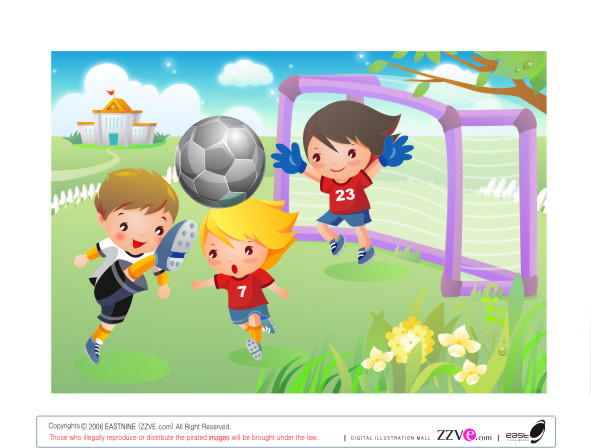 23
7
Copyrights © 2006 EASTNINE (ZZVE.com) All Right Reserved.
Those who illegally reproduce or distribute the pirated images will be brought under the law.
| DIGITAL ILLUSTRATION MALL ZZVe.com | east